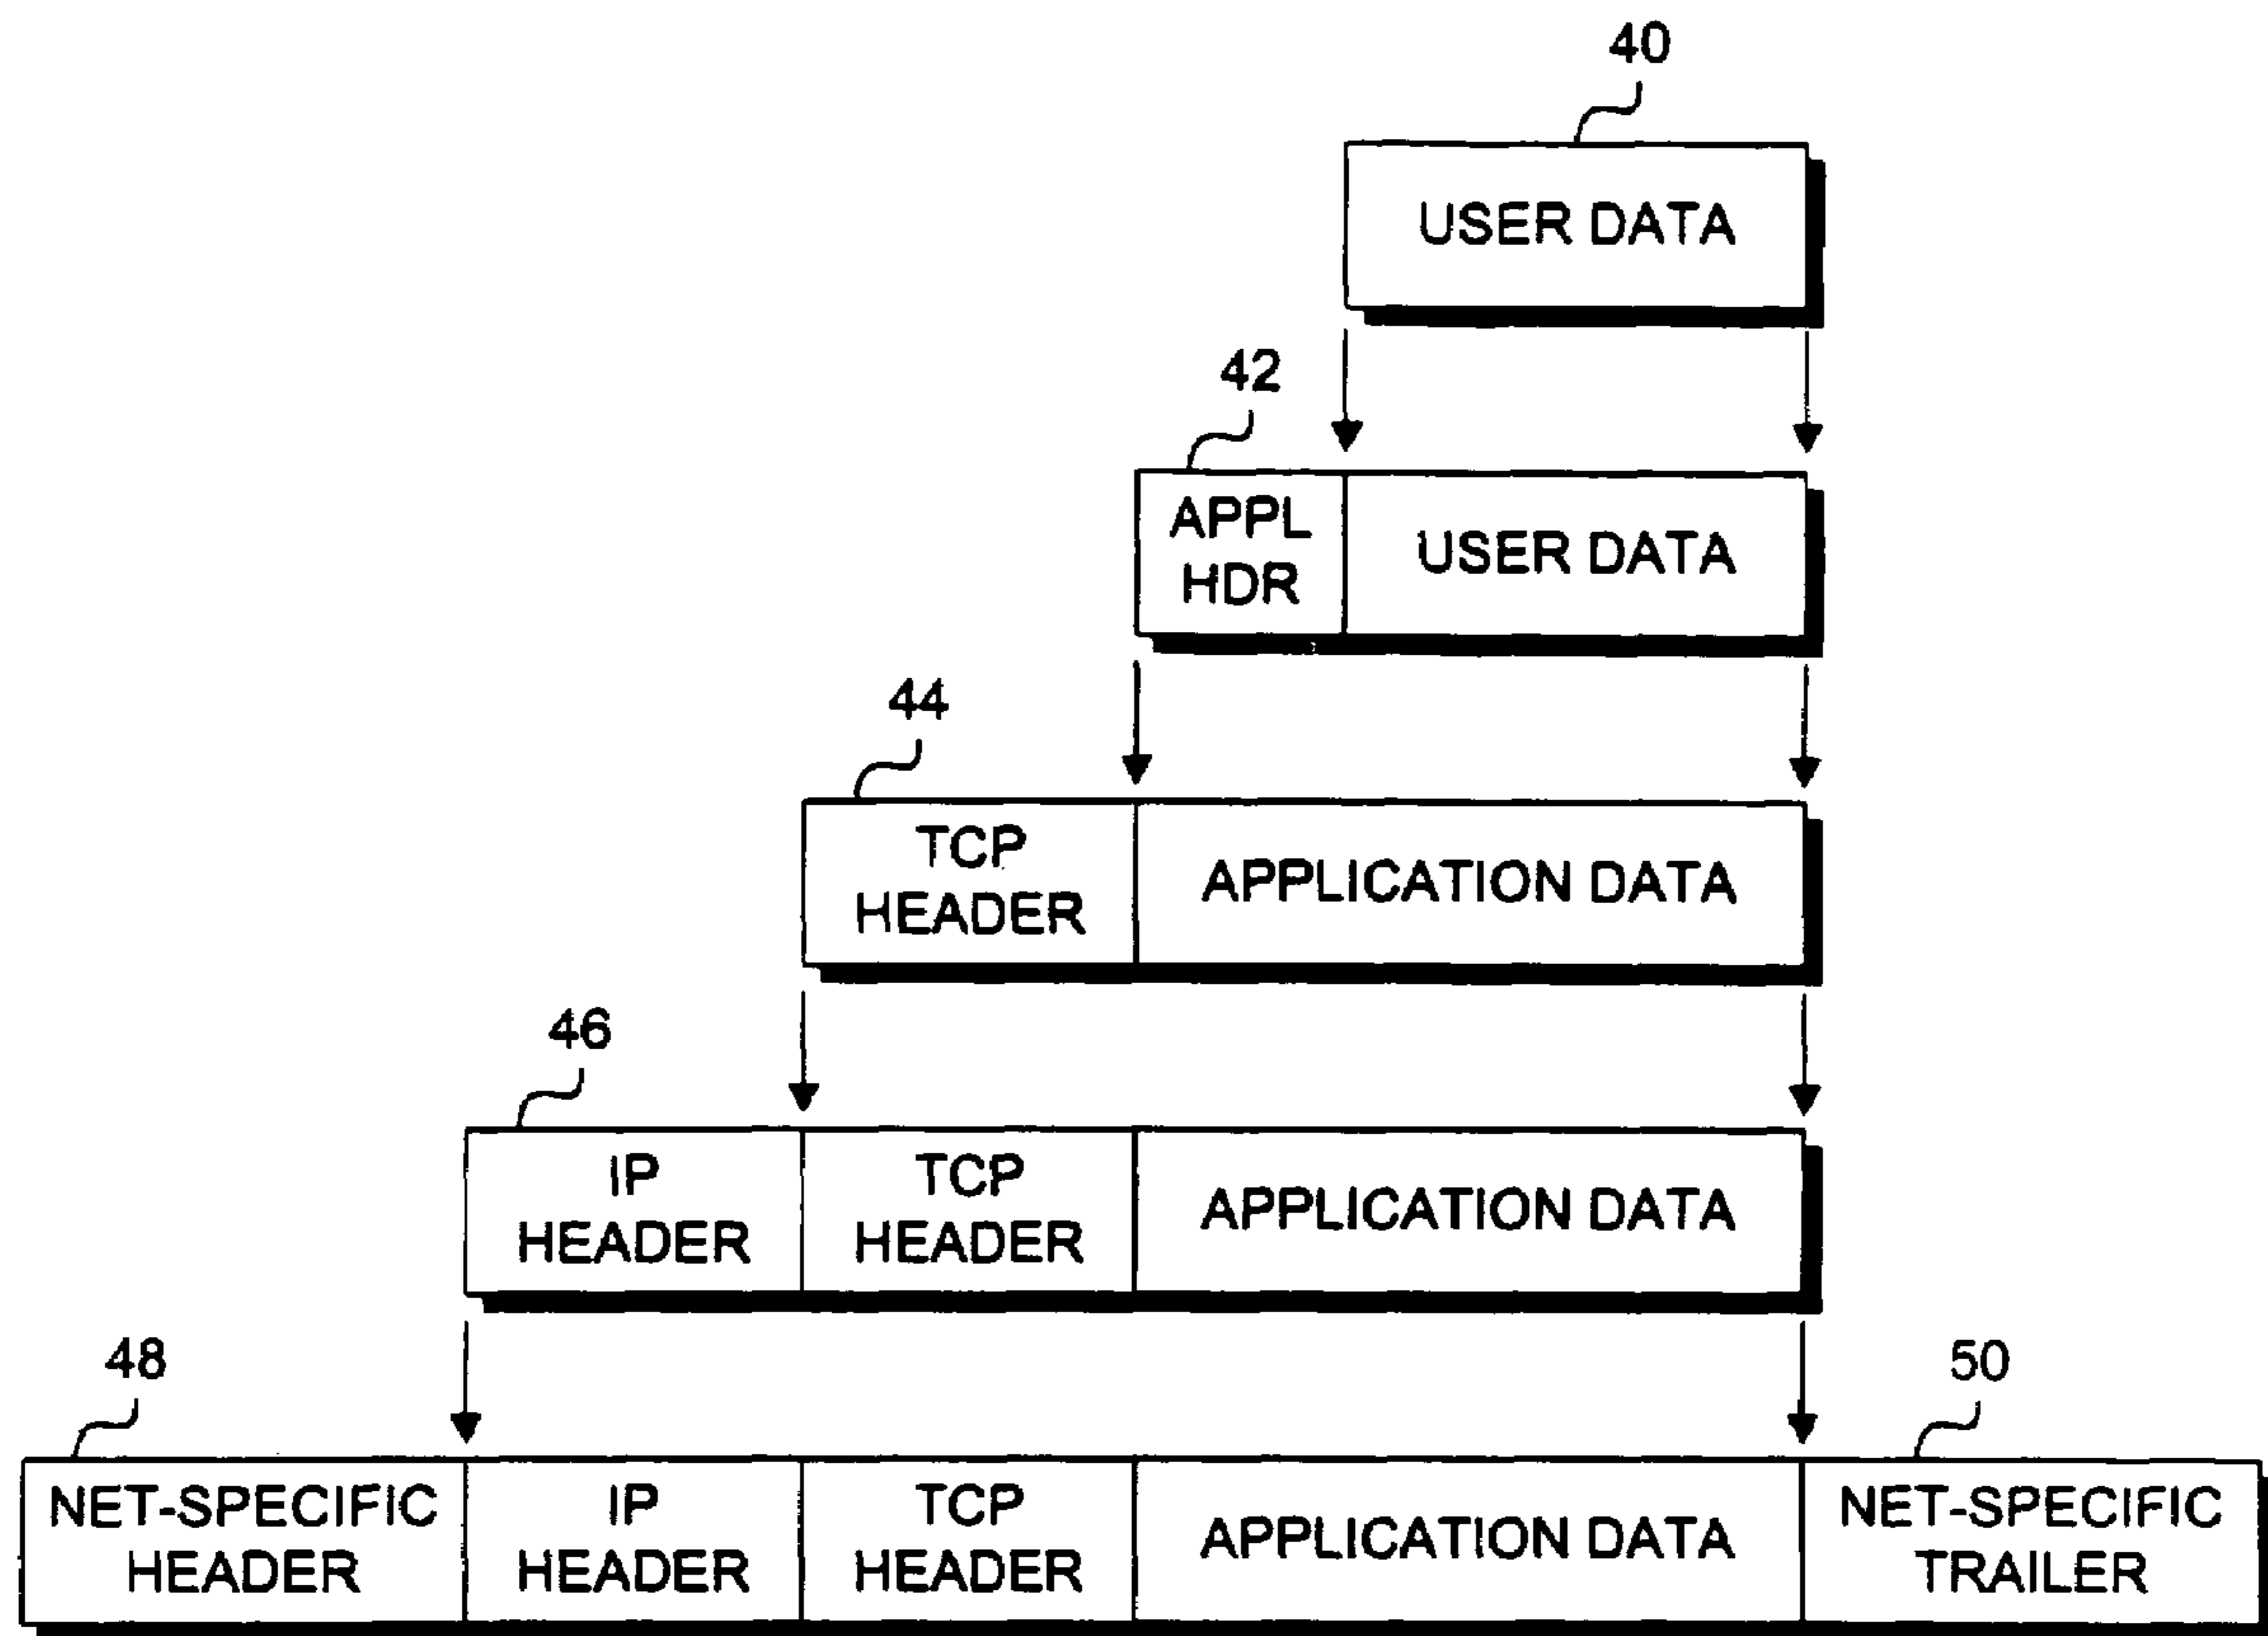 40
USER DATA
42
APPL
HDR
USER DATA
44
TCP
HEADER
APPLICATION DATA
46
IP
HEADER
TCP
HEADER
APPLICATION DATA
48
50
NET-SPECIFIC
HEADER
IP
HEADER
TCP
HEADER
APPLICATION DATA
NET-SPECIFIC
TRAILER